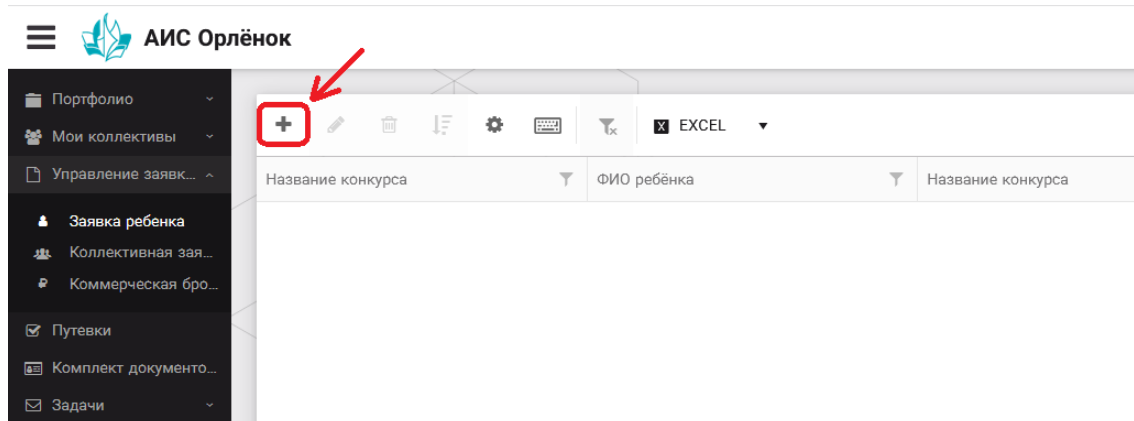 АИС Орлёнок
Портфолио
Мои коллективы
Управление заявк...
Заявка ребенка
Коллективная зая...
Коммерческая бро...
Путевки
Комплект документо...
Задачи
X EXCEL
Название конкурса
ФИО ребёнка
Название конкурса